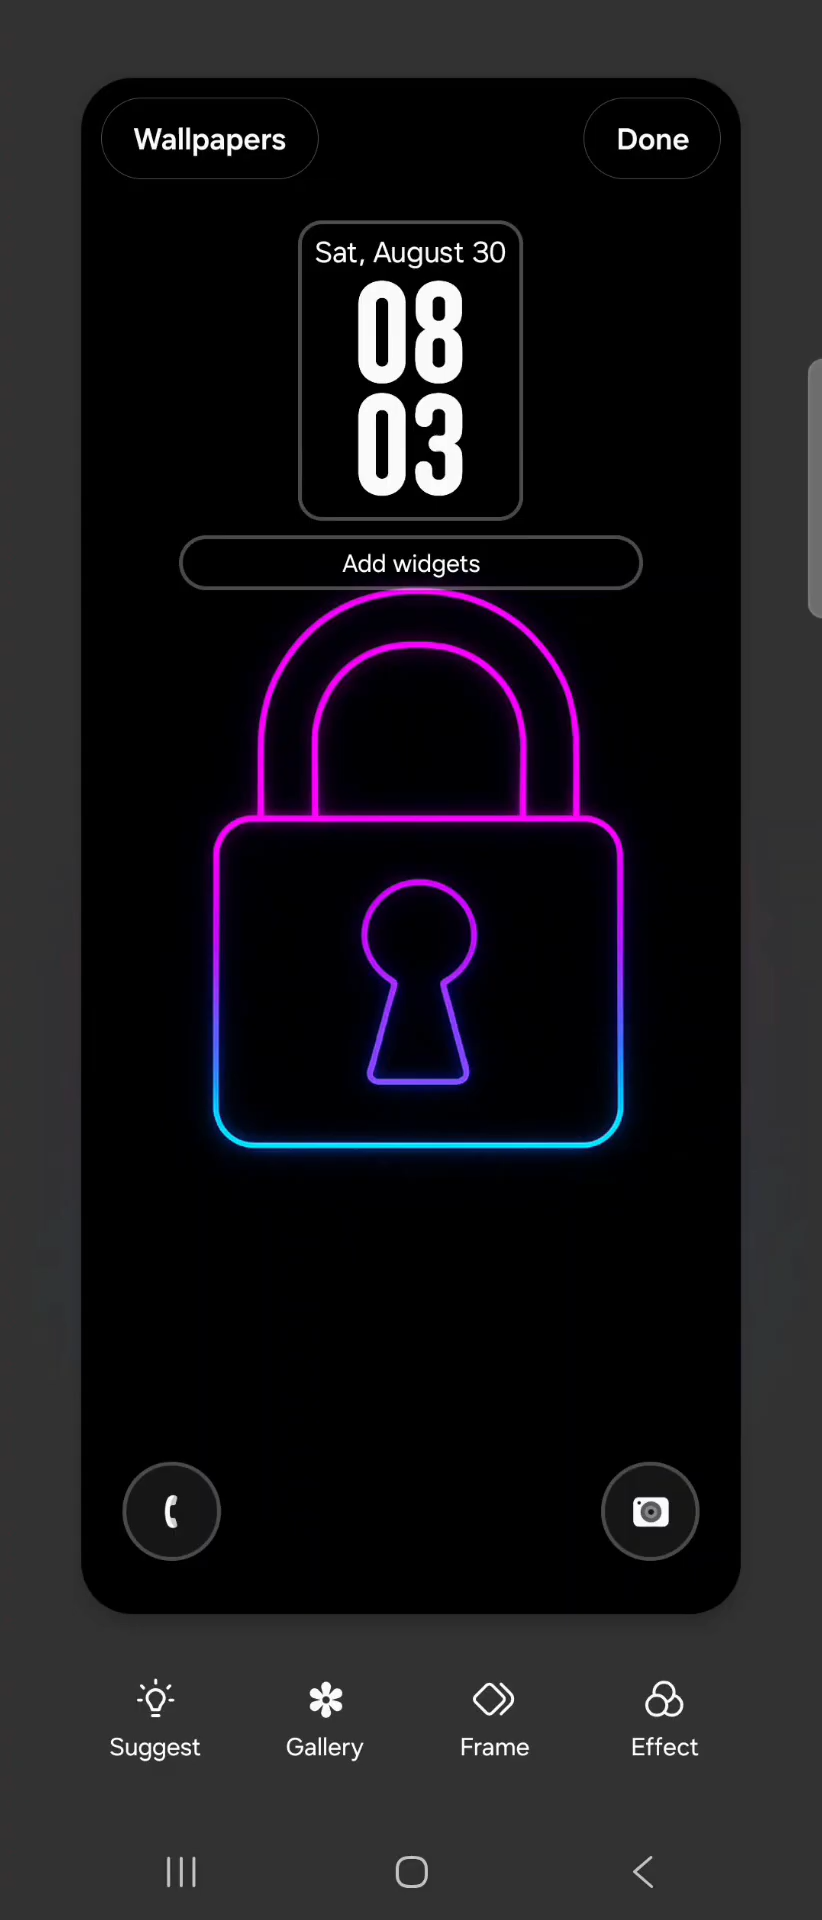 Wallpapers
Done
Sat, August 30
08
03
Add widgets
Suggest
Gallery
Frame
Effect